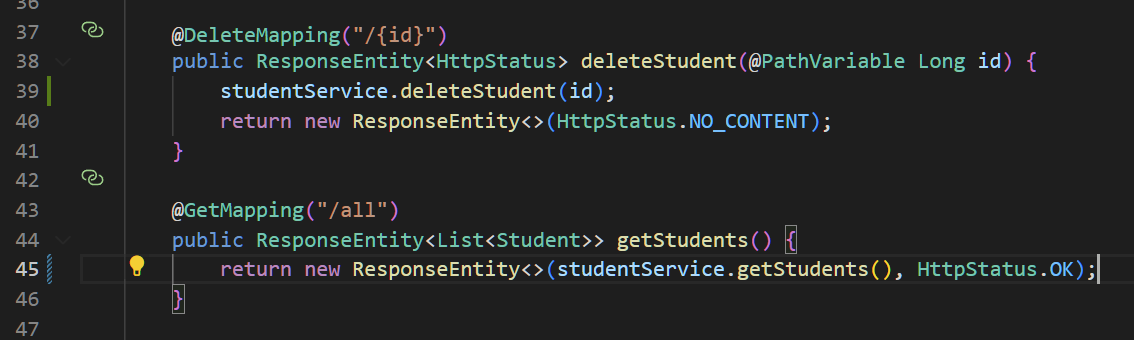 36
37 @DeleteMapping("/{id}")
38 public ResponseEntity<HttpStatus> deleteStudent(@PathVariable Long id) {
39 studentService.deleteStudent(id);
40 return new ResponseEntity<>(HttpStatus.NO_CONTENT);
41 }
42
43 @GetMapping("/all")
44 public ResponseEntity<List<Student>> getStudents() {
45 return new ResponseEntity<>(studentService.getStudents(), HttpStatus.OK);
46 }
47